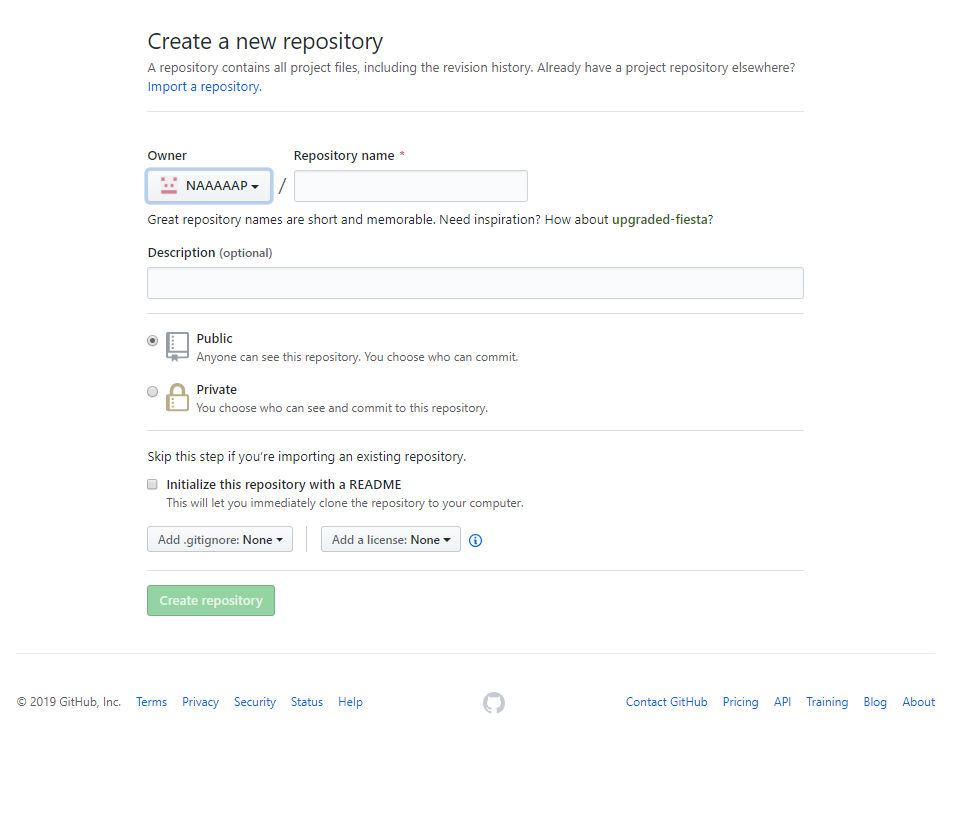 Create a new repository
A repository contains all project files, including the revision history. Already have a project repository elsewhere?
Import a repository.
Owner
Repository name *
NAAAAAP
/
Great repository names are short and memorable. Need inspiration? How about upgraded-fiesta?
Description (optional)
Public
Anyone can see this repository. You choose who can commit.
Private
You choose who can see and commit to this repository.
Skip this step if you’re importing an existing repository.
Initialize this repository with a README
This will let you immediately clone the repository to your computer.
Add .gitignore: None
Add a license: None
Create repository
© 2019 GitHub, Inc. Terms Privacy Security Status Help
Contact GitHub Pricing API Training Blog About